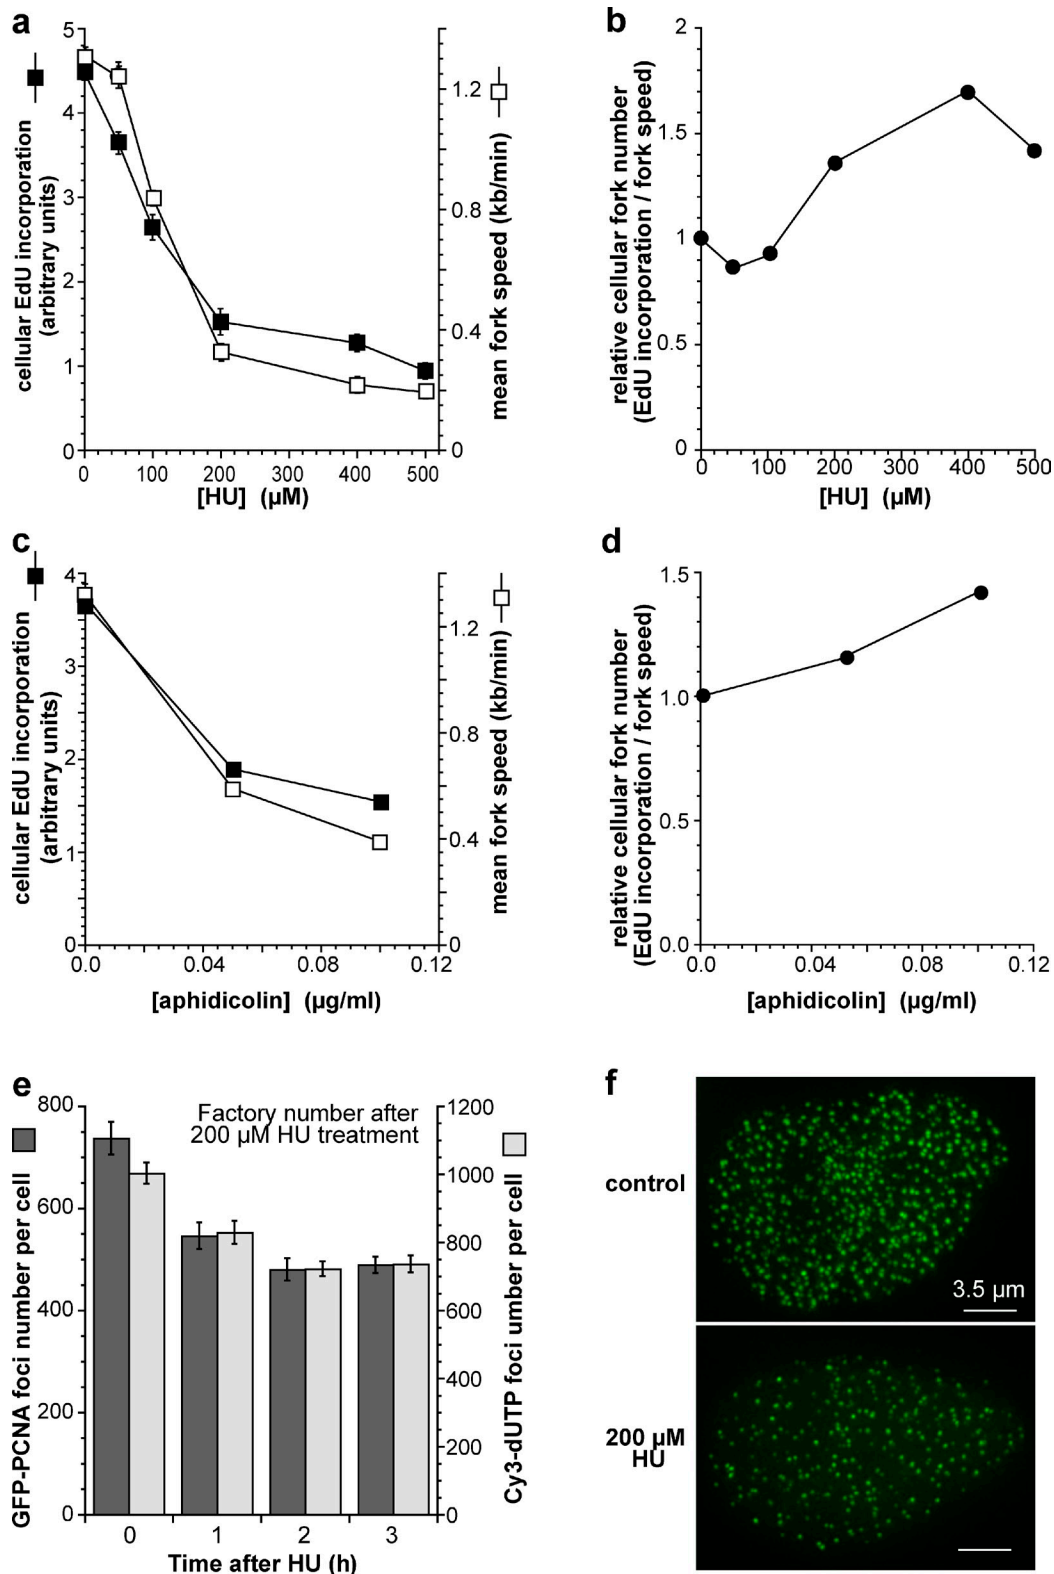 a
cellular EdU incorporation
(arbitrary units)
5
4
3
2
1
0
1.2
0.8
0.4
0
mean fork speed (kb/min)
0 100 200 300 400 500
[HU] (µM)
b
relative cellular fork number
(EdU incorporation / fork speed)
2
1.5
1
0.5
0
0 100 200 300 400 500
[HU] (µM)
c
cellular EdU incorporation
(arbitrary units)
4
3
2
1
0
1.2
0.8
0.4
0
mean fork speed (kb/min)
0.0 0.04 0.08 0.12
[aphidicolin] (µg/ml)
d
relative cellular fork number
(EdU incorporation / fork speed)
1.5
1.0
0.5
0.0
0 0.04 0.08 0.12
[aphidicolin] (µg/ml)
e
GFP-PCNA foci number per cell
800
600
400
200
0
Factory number after
200 µM HU treatment
1200
1000
800
600
400
200
0
Cy3-dUTP foci umber per cell
0 1 2 3
Time after HU (h)
f
control
3.5 µm
200 µM
HU